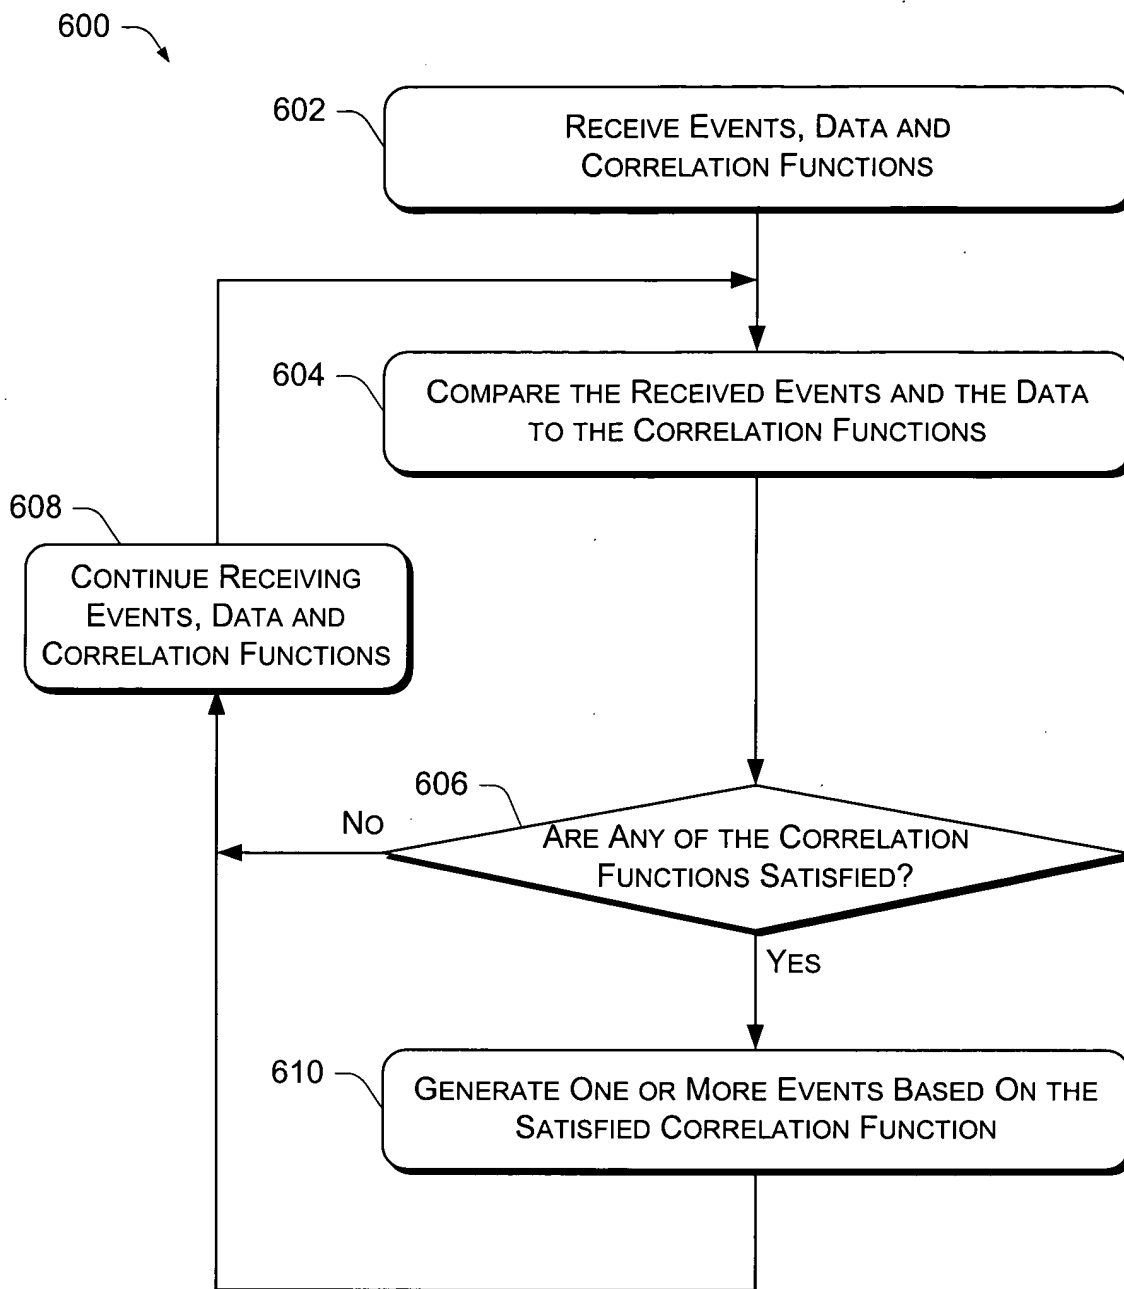 600
602
RECEIVE EVENTS, DATA AND
CORRELATION FUNCTIONS
604
COMPARE THE RECEIVED EVENTS AND THE DATA
TO THE CORRELATION FUNCTIONS
608
CONTINUE RECEIVING
EVENTS, DATA AND
CORRELATION FUNCTIONS
606
NO
ARE ANY OF THE CORRELATION
FUNCTIONS SATISFIED?
YES
610
GENERATE ONE OR MORE EVENTS BASED ON THE
SATISFIED CORRELATION FUNCTION